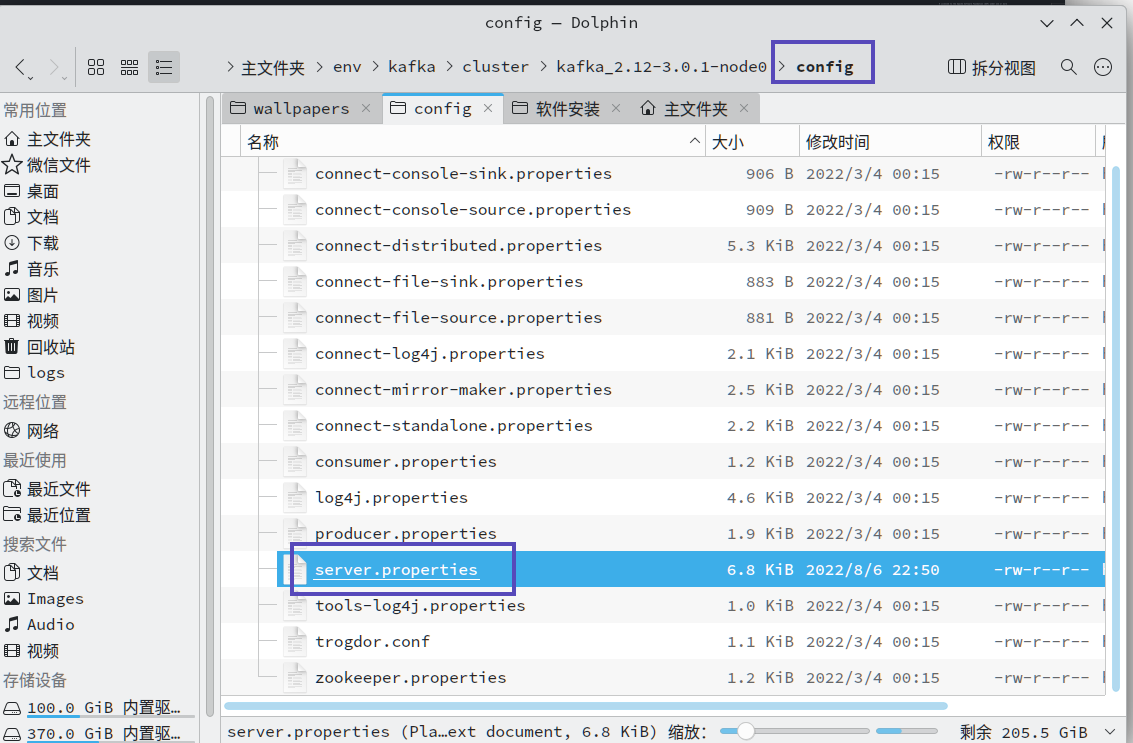 config — Dolphin
主文件夹 > env > kafka > cluster > kafka_2.12-3.0.1-node0 > config 拆分视图
常用位置
主文件夹
微信文件
桌面
文档
下载
音乐
图片
视频
回收站
logs
远程位置
网络
最近使用
最近文件
最近位置
搜索文件
文档
Images
Audio
视频
存储设备
100.0 GiB 内置驱…
370.0 GiB 内置驱…
wallpapers config 软件安装 主文件夹
名称 大小 修改时间 权限
connect-console-sink.properties 906 B 2022/3/4 00:15 -rw-r--r--
connect-console-source.properties 909 B 2022/3/4 00:15 -rw-r--r--
connect-distributed.properties 5.3 KiB 2022/3/4 00:15 -rw-r--r--
connect-file-sink.properties 883 B 2022/3/4 00:15 -rw-r--r--
connect-file-source.properties 881 B 2022/3/4 00:15 -rw-r--r--
connect-log4j.properties 2.1 KiB 2022/3/4 00:15 -rw-r--r--
connect-mirror-maker.properties 2.5 KiB 2022/3/4 00:15 -rw-r--r--
connect-standalone.properties 2.2 KiB 2022/3/4 00:15 -rw-r--r--
consumer.properties 1.2 KiB 2022/3/4 00:15 -rw-r--r--
log4j.properties 4.6 KiB 2022/3/4 00:15 -rw-r--r--
producer.properties 1.9 KiB 2022/3/4 00:15 -rw-r--r--
server.properties 6.8 KiB 2022/8/6 22:50 -rw-r--r--
tools-log4j.properties 1.0 KiB 2022/3/4 00:15 -rw-r--r--
trogdor.conf 1.1 KiB 2022/3/4 00:15 -rw-r--r--
zookeeper.properties 1.2 KiB 2022/3/4 00:15 -rw-r--r--
server.properties (Pla…ext document, 6.8 KiB) 缩放: 剩余 205.5 GiB